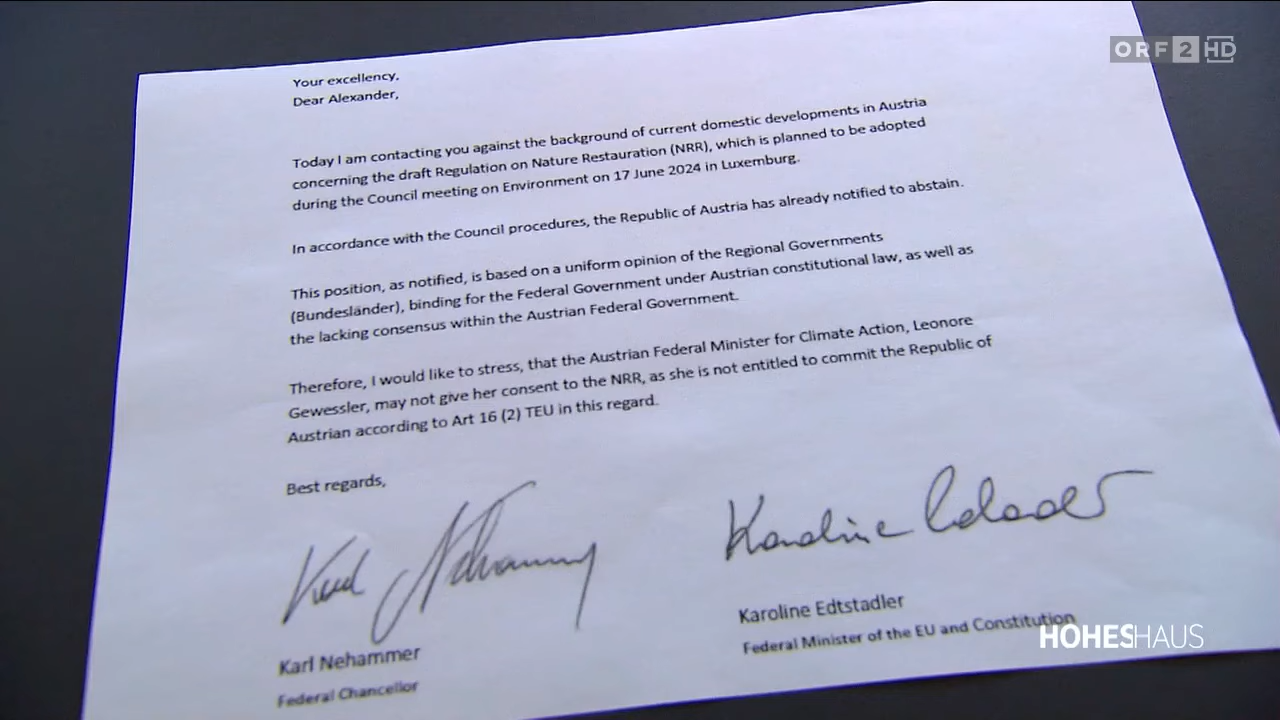 ORF 2 HD
Your excellency,
Dear Alexander,
Today I am contacting you against the background of current domestic developments in Austria
concerning the draft Regulation on Nature Restauration (NRR), which is planned to be adopted
during the Council meeting on Environment on 17 June 2024 in Luxemburg.
In accordance with the Council procedures, the Republic of Austria has already notified to abstain.
This position, as notified, is based on a uniform opinion of the Regional Governments
(Bundesländer), binding for the Federal Government under Austrian constitutional law, as well as
the lacking consensus within the Austrian Federal Government.
Therefore, I would like to stress, that the Austrian Federal Minister for Climate Action, Leonore
Gewessler, may not give her consent to the NRR, as she is not entitled to commit the Republic of
Austrian according to Art 16 (2) TEU in this regard.
Best regards,
Karl Nehammer
Karoline Edtstadler
Karl Nehammer
Federal Chancellor
Karoline Edtstadler
Federal Minister of the EU and Constitution
HOHESHAUS